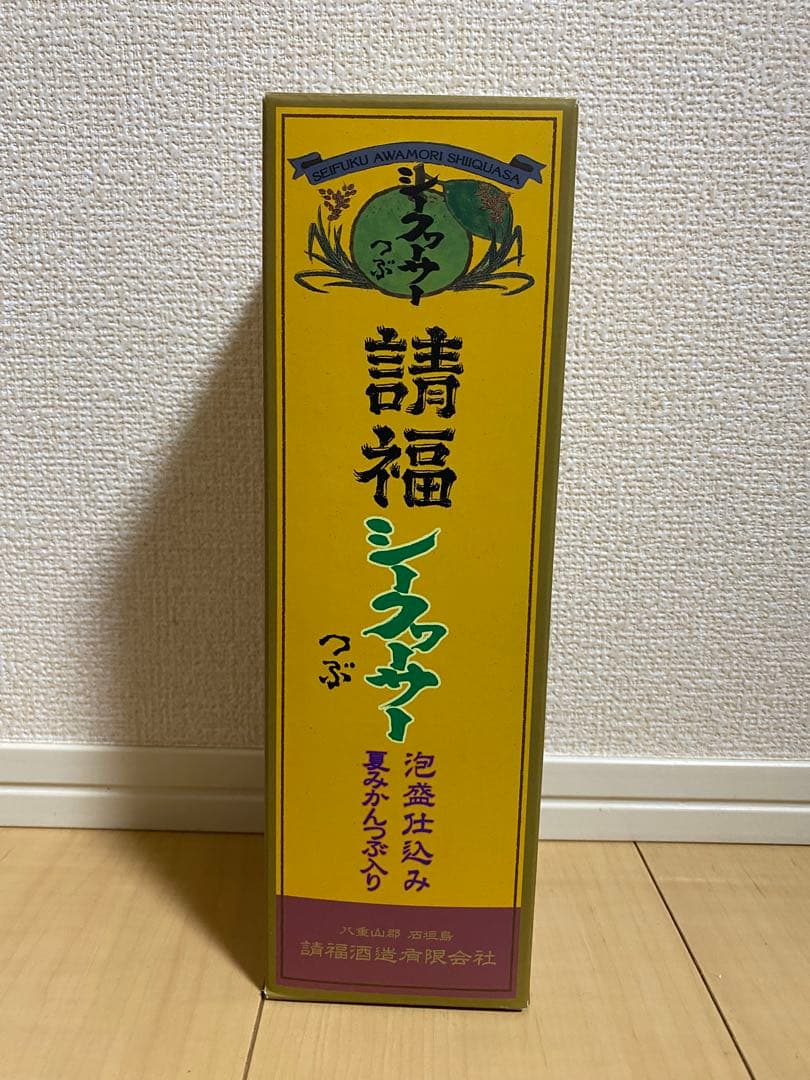 SEIFUKU AWAMORI SHIIQUASA
シークワーサー
つぶ
請福
シークワーサー
つぶ
泡盛仕込み
夏みかんつぶ入り
八重山郡 石垣島
請福酒造有限会社